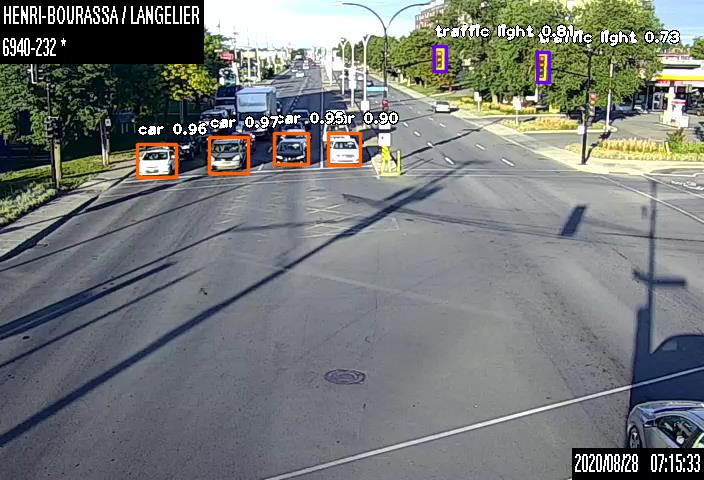 HENRI-BOURASSA / LANGELIER
6940-232 *
traffic light 0.81
traffic light 0.73
car 0.96
car 0.97
car 0.95
car 0.90
2020/08/28 07:15:33